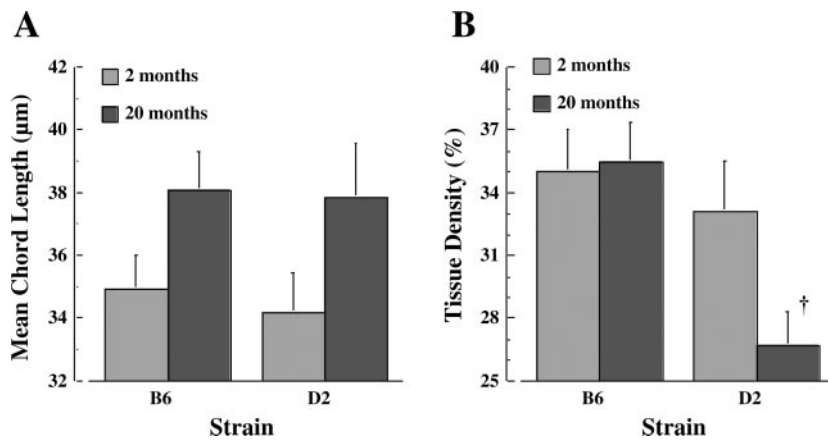 A
42
40
38
36
34
32
Mean Chord Length (µm)
2 months
20 months
B6
D2
Strain
B
40
37
34
31
28
25
Tissue Density (%)
2 months
20 months
†
B6
D2
Strain